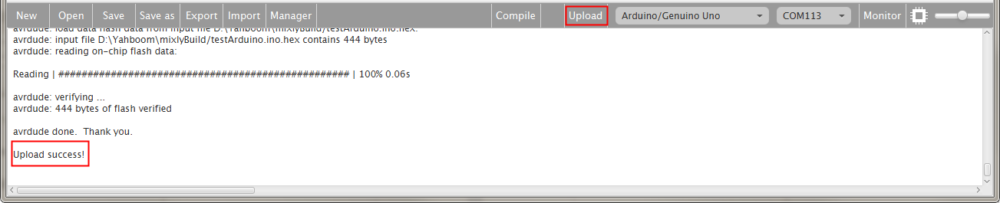 New Open Save Save as Export Import Manager Compile Upload Arduino/Genuino Uno COM113 Monitor
avrdude: load data flash data from input file D:\Yahboom\mixlyBuild/testArduino.ino.hex:
avrdude: input file D:\Yahboom\mixlyBuild/testArduino.ino.hex contains 444 bytes
avrdude: reading on-chip flash data:
Reading | ################################################## | 100% 0.06s
avrdude: verifying ...
avrdude: 444 bytes of flash verified
avrdude done.  Thank you.
Upload success!